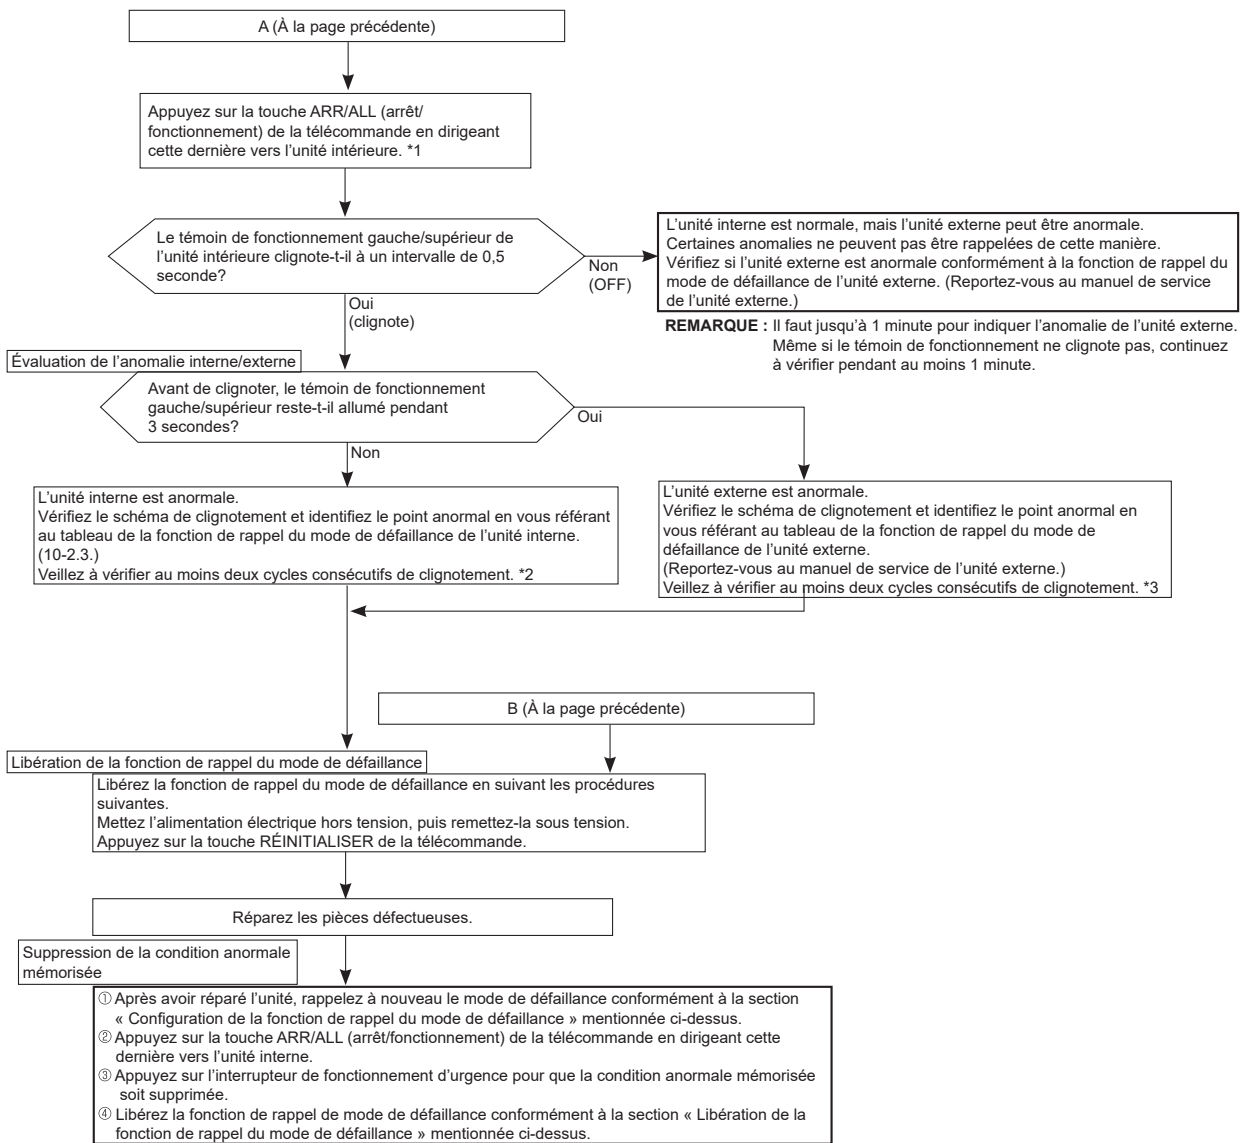 A (À la page précédente)
Appuyez sur la touche ARR/ALL (arrêt/
fonctionnement) de la télécommande en dirigeant
cette dernière vers l'unité intérieure. *1
Le témoin de fonctionnement gauche/supérieur de
l'unité intérieure clignote-t-il à un intervalle de 0,5
seconde?
Non
(OFF)
L'unité interne est normale, mais l'unité externe peut être anormale.
Certaines anomalies ne peuvent pas être rappelées de cette manière.
Vérifiez si l'unité externe est anormale conformément à la fonction de rappel du
mode de défaillance de l'unité externe. (Reportez-vous au manuel de service
de l'unité externe.)
REMARQUE : Il faut jusqu'à 1 minute pour indiquer l'anomalie de l'unité externe.
Même si le témoin de fonctionnement ne clignote pas, continuez
à vérifier pendant au moins 1 minute.
Oui
(clignote)
Évaluation de l'anomalie interne/externe
Avant de clignoter, le témoin de fonctionnement
gauche/supérieur reste-t-il allumé pendant
3 secondes?
Oui
Non
L'unité interne est anormale.
Vérifiez le schéma de clignotement et identifiez le point anormal en vous référant
au tableau de la fonction de rappel du mode de défaillance de l'unité interne.
(10-2.3.)
Veillez à vérifier au moins deux cycles consécutifs de clignotement. *2
L'unité externe est anormale.
Vérifiez le schéma de clignotement et identifiez le point anormal en
vous référant au tableau de la fonction de rappel du mode de
défaillance de l'unité externe.
(Reportez-vous au manuel de service de l'unité externe.)
Veillez à vérifier au moins deux cycles consécutifs de clignotement. *3
B (À la page précédente)
Libération de la fonction de rappel du mode de défaillance
Libérez la fonction de rappel du mode de défaillance en suivant les procédures
suivantes.
Mettez l'alimentation électrique hors tension, puis remettez-la sous tension.
Appuyez sur la touche RÉINITIALISER de la télécommande.
Réparez les pièces défectueuses.
Suppression de la condition anormale
mémorisée
① Après avoir réparé l'unité, rappelez à nouveau le mode de défaillance conformément à la section
« Configuration de la fonction de rappel du mode de défaillance » mentionnée ci-dessus.
② Appuyez sur la touche ARR/ALL (arrêt/fonctionnement) de la télécommande en dirigeant cette
dernière vers l'unité interne.
③ Appuyez sur l'interrupteur de fonctionnement d'urgence pour que la condition anormale mémorisée
soit supprimée.
④ Libérez la fonction de rappel de mode de défaillance conformément à la section « Libération de la
fonction de rappel du mode de défaillance » mentionnée ci-dessus.